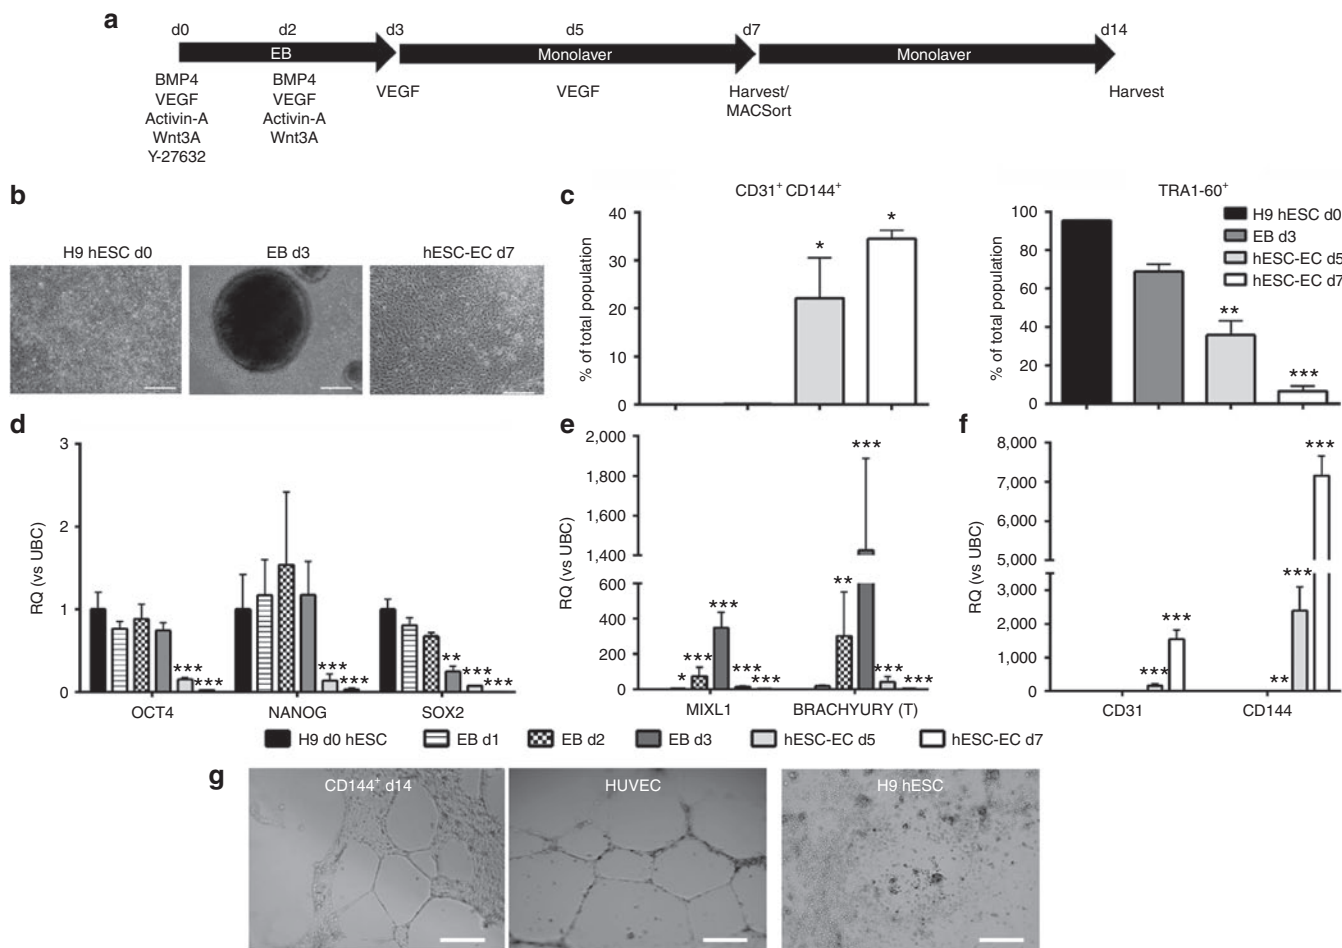 a
d0 d2 d3 d5 d7 d14
EB Monolaver Monolaver
BMP4
VEGF
Activin-A
Wnt3A
Y-27632
BMP4
VEGF
Activin-A
Wnt3A
VEGF
VEGF
Harvest/
MACSort
Harvest
b
H9 hESC d0 EB d3 hESC-EC d7
c
CD31+ CD144+
% of total population
40
30
20
10
0
* *
TRA1-60+
% of total population
100
80
60
40
20
0
** ***
H9 hESC d0
EB d3
hESC-EC d5
hESC-EC d7
d
RQ (vs UBC)
3
2
1
0
*** *** *** *** ** *** ***
OCT4 NANOG SOX2
e
RQ (vs UBC)
2,000
1,800
1,600
1,400
600
400
200
0
* *** *** *** *** ** *** *** ***
MIXL1 BRACHYURY (T)
f
RQ (vs UBC)
8,000
7,000
6,000
5,000
3,000
2,000
1,000
0
*** *** ** *** ***
CD31 CD144
H9 d0 hESC EB d1 EB d2 EB d3 hESC-EC d5 hESC-EC d7
g
CD144+ d14 HUVEC H9 hESC